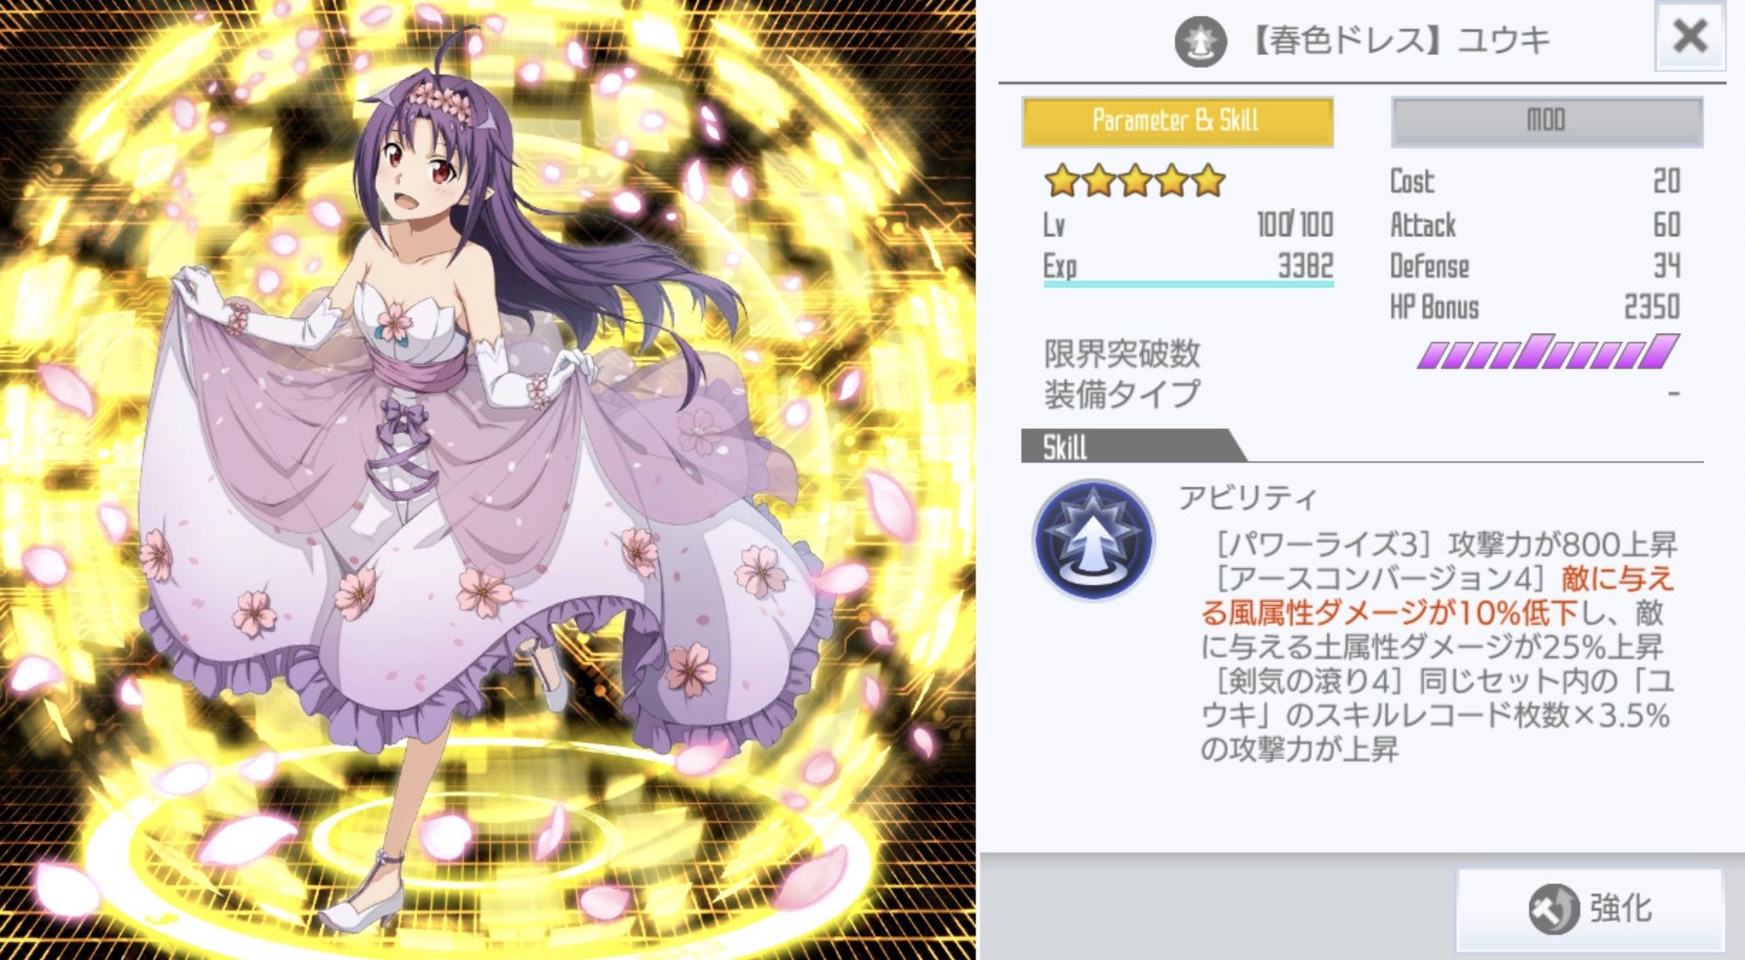 【春色ドレス】ユウキ
Parameter & Skill
MOD
Lv 100/100
Exp 3382
Cost 20
Attack 60
Defense 34
HP Bonus 2350
限界突破数
装備タイプ -
Skill
アビリティ
［パワーライズ3］攻撃力が800上昇
［アースコンバージョン4］敵に与え
る風属性ダメージが10%低下し、敵
に与える土属性ダメージが25%上昇
［剣気の滾り4］同じセット内の「ユ
ウキ」のスキルレコード枚数×3.5%
の攻撃力が上昇
強化